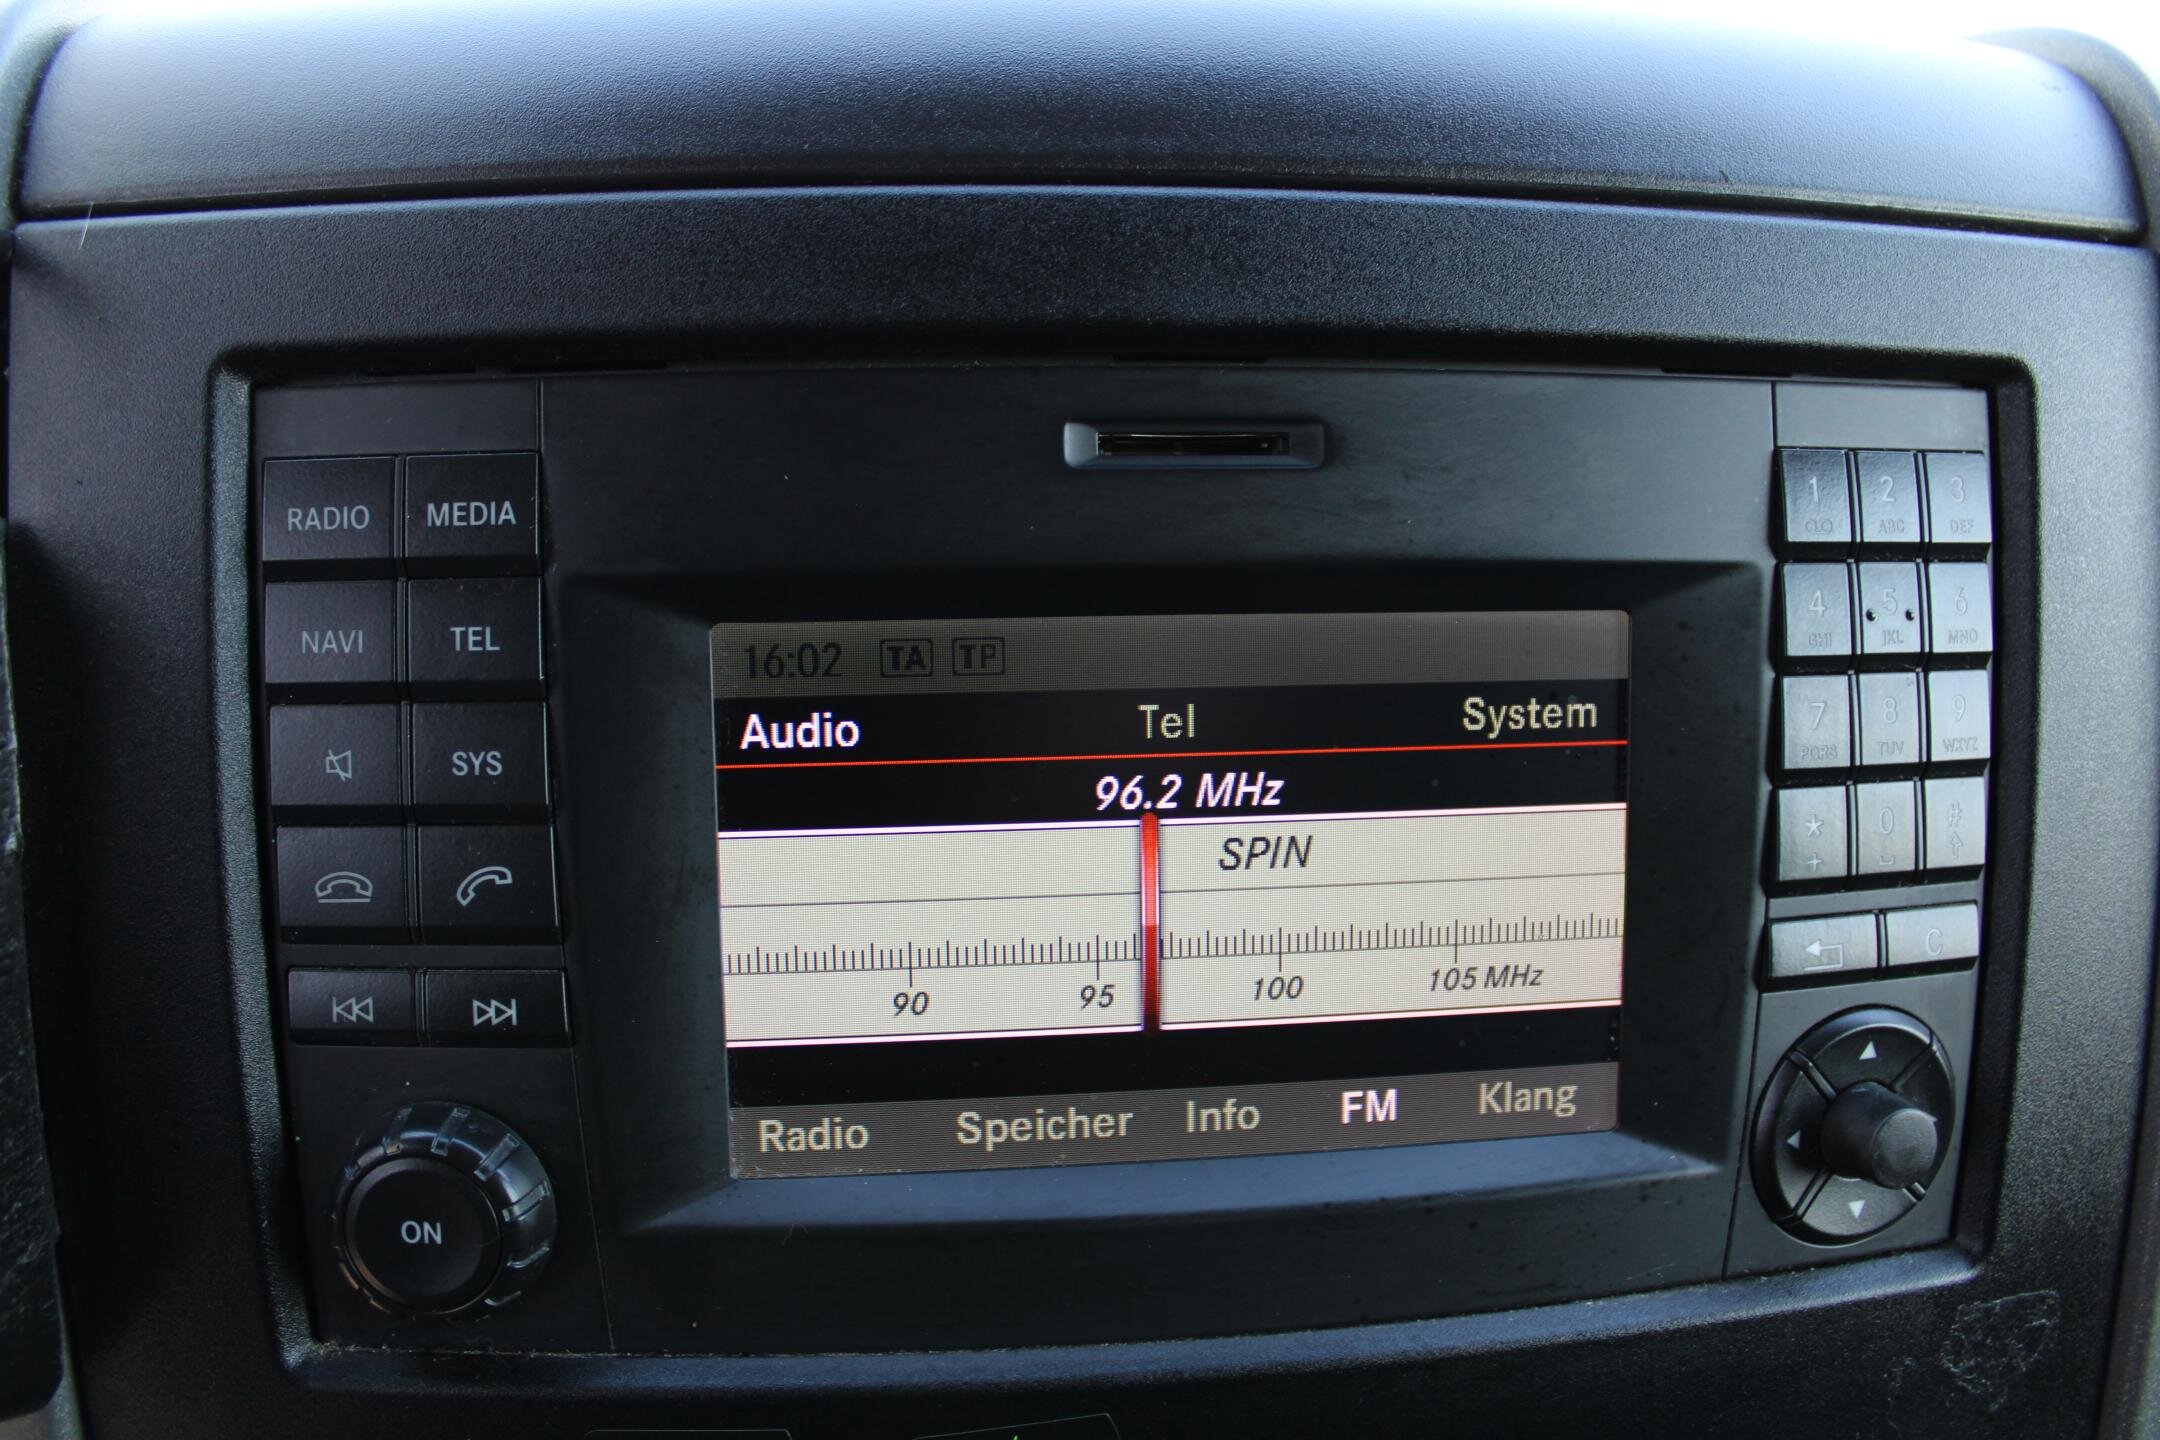 RADIO MEDIA
NAVI TEL
SYS
ON
16:02 TA TP
Audio Tel System
96.2 MHz
SPIN
90 95 100 105 MHz
Radio Speicher Info FM Klang
1 2 3
ABC DEF
4 5 6
GHI JKL MNO
7 8 9
PQRS TUV WXYZ
* 0 #
+
C